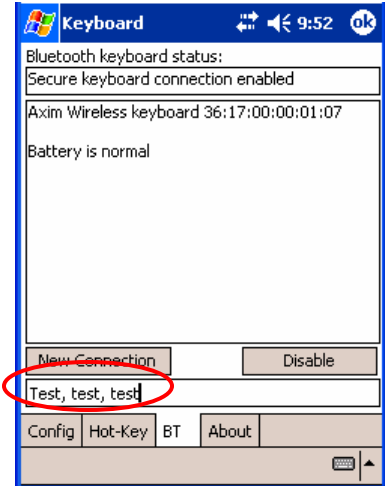 Keyboard 9:52 ok
Bluetooth keyboard status:
Secure keyboard connection enabled
Axim Wireless keyboard 36:17:00:00:01:07
Battery is normal
New Connection Disable
Test, test, test
Config Hot-Key BT About